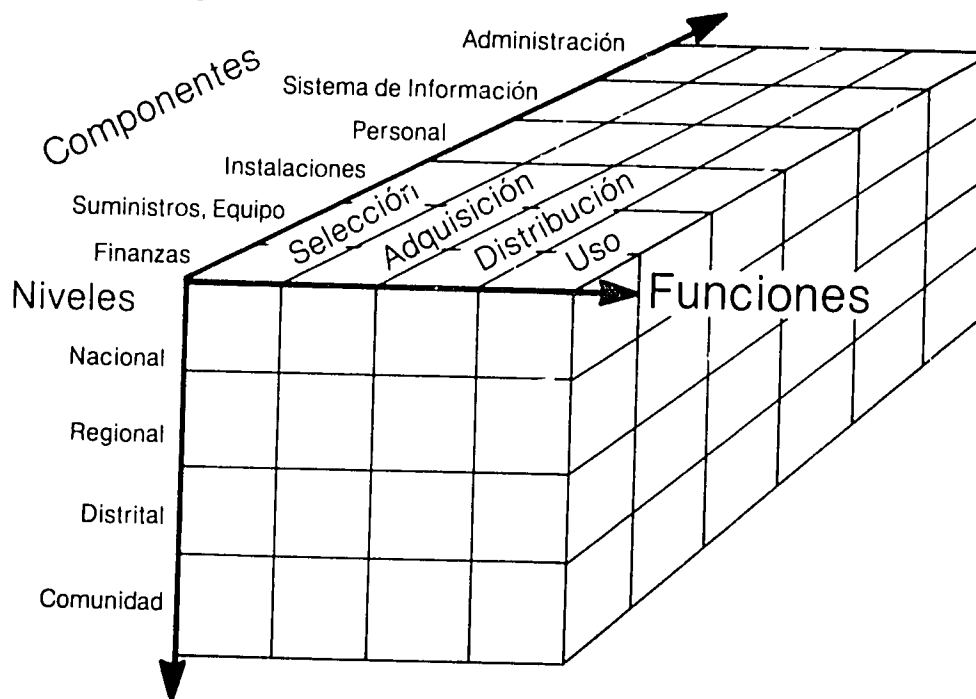 Componentes
Administración
Sistema de Información
Personal
Instalaciones
Suministros, Equipo
Finanzas
Selección
Adquisición
Distribución
Uso
Niveles
Funciones
Nacional
Regional
Distrital
Comunidad